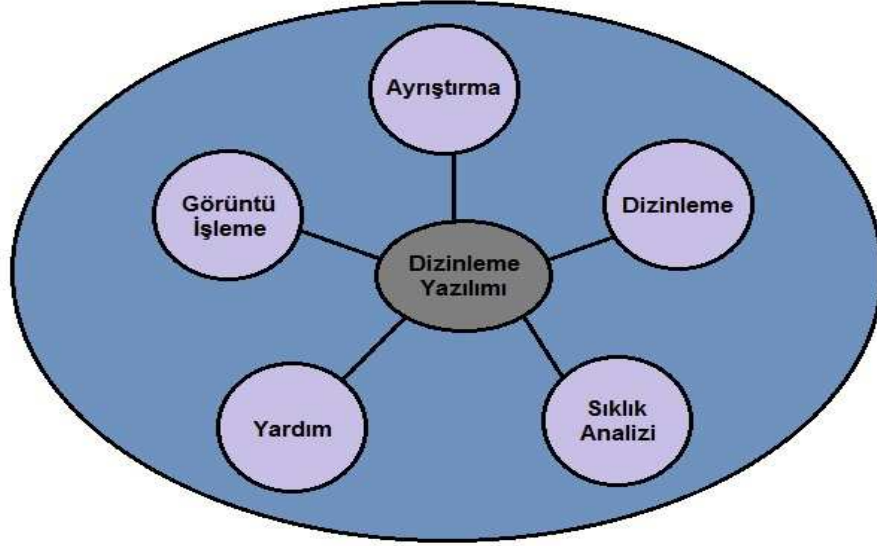 Ayrıştırma
Görüntü
İşleme
Dizinleme
Dizinleme
Yazılımı
Yardım
Sıklık
Analizi